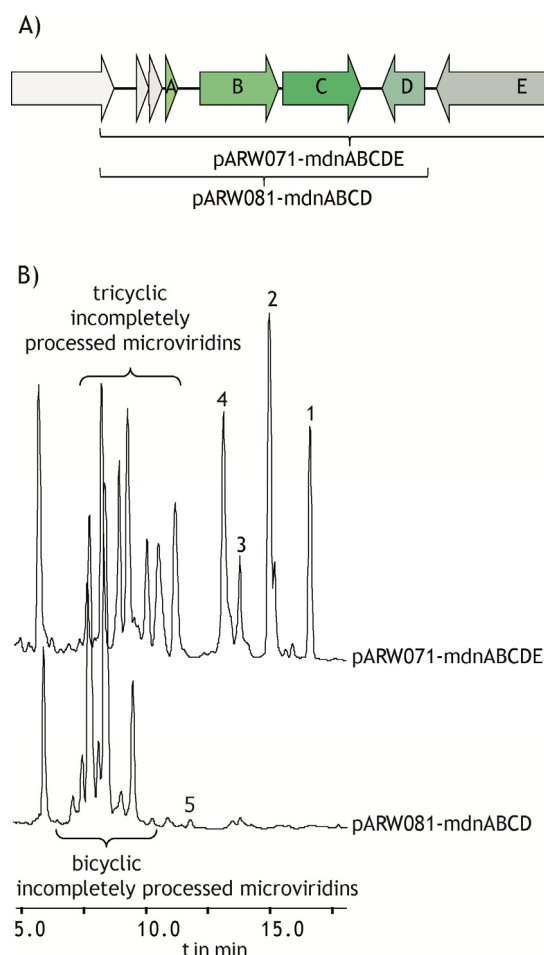 A)
A B C D E
pARW071-mdnABCDE
pARW081-mdnABCD
B)
tricyclic
incompletely
processed microviridins
2
4 1
3
pARW071-mdnABCDE
5
pARW081-mdnABCD
bicyclic
incompletely processed microviridins
5.0 10.0 15.0
t in min